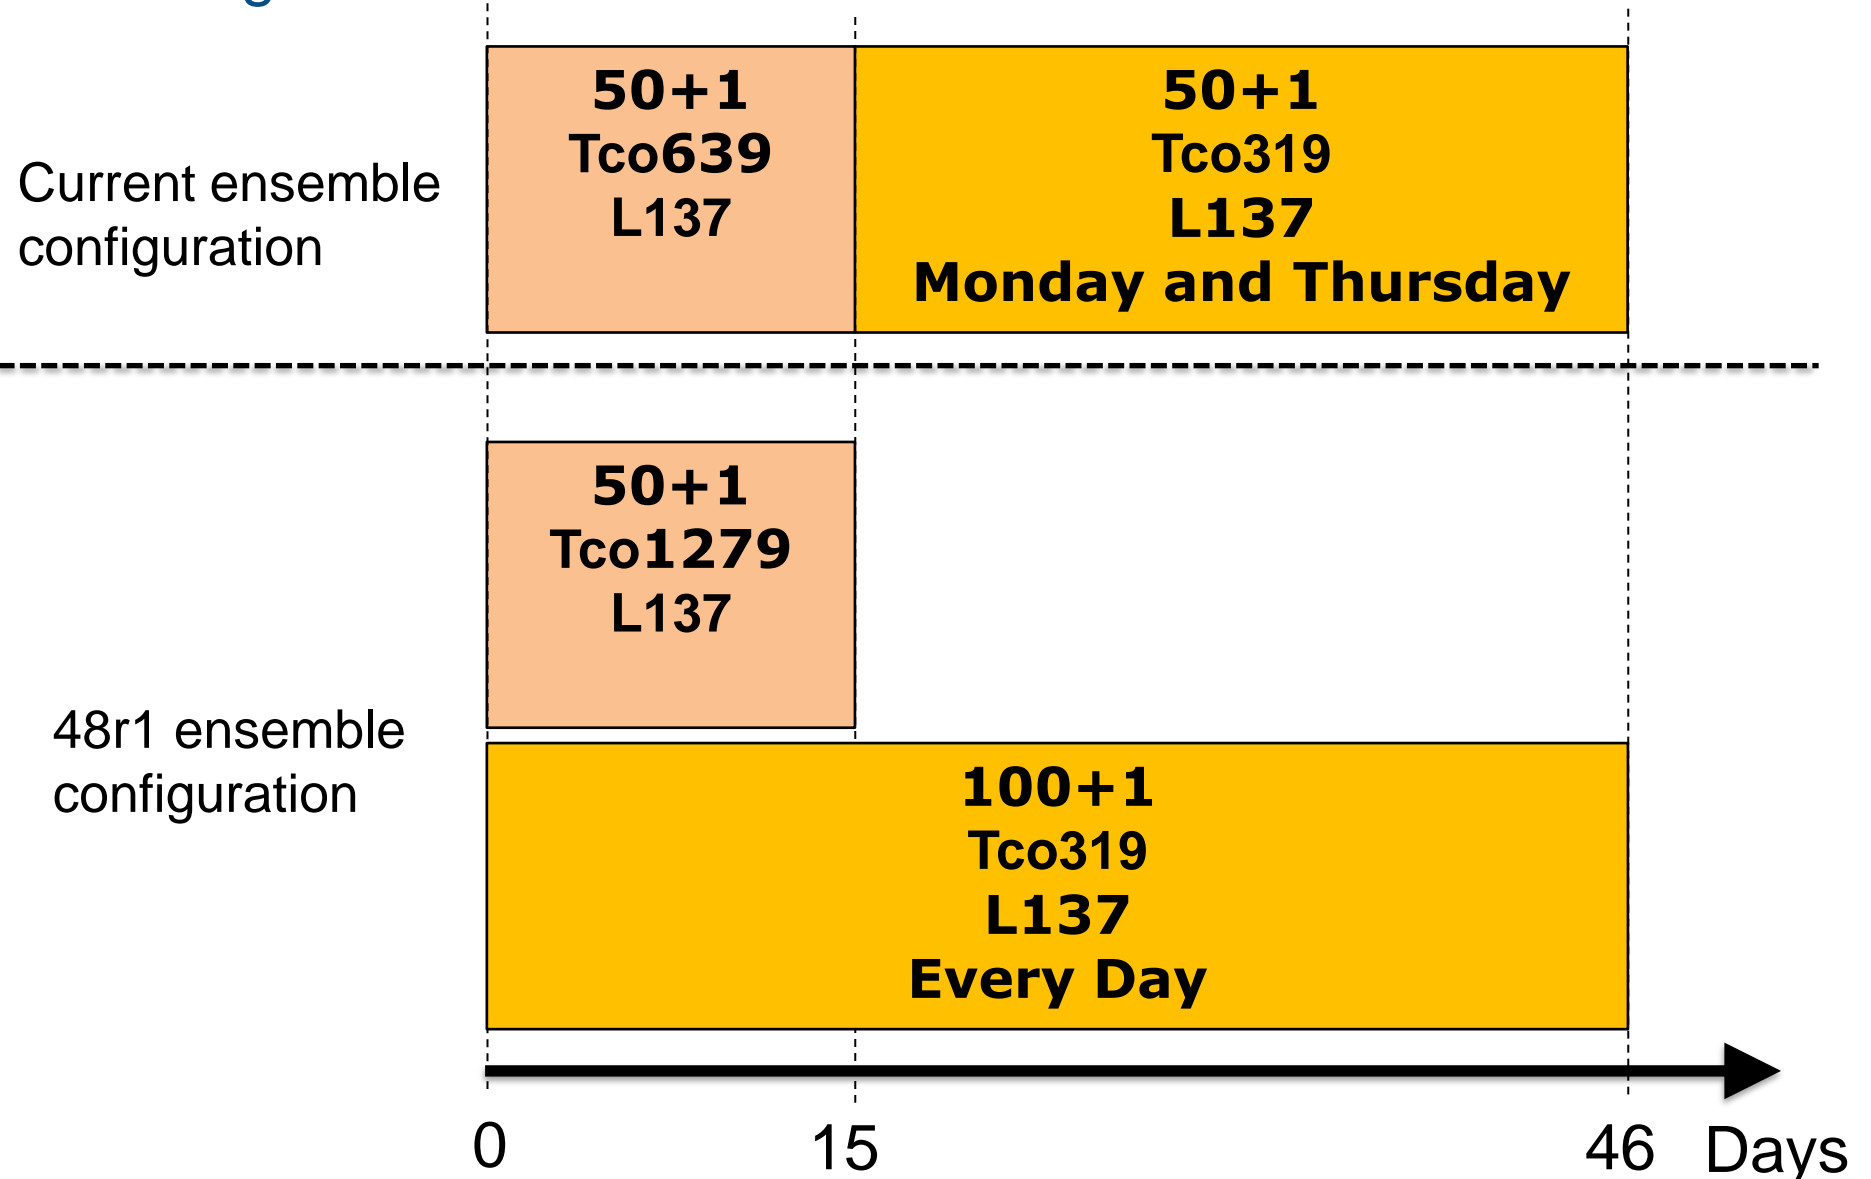 50+1
Tco639
L137
50+1
Tco319
L137
Monday and Thursday
Current ensemble
configuration
50+1
Tco1279
L137
48r1 ensemble
configuration
100+1
Tco319
L137
Every Day
0
15
46
Days